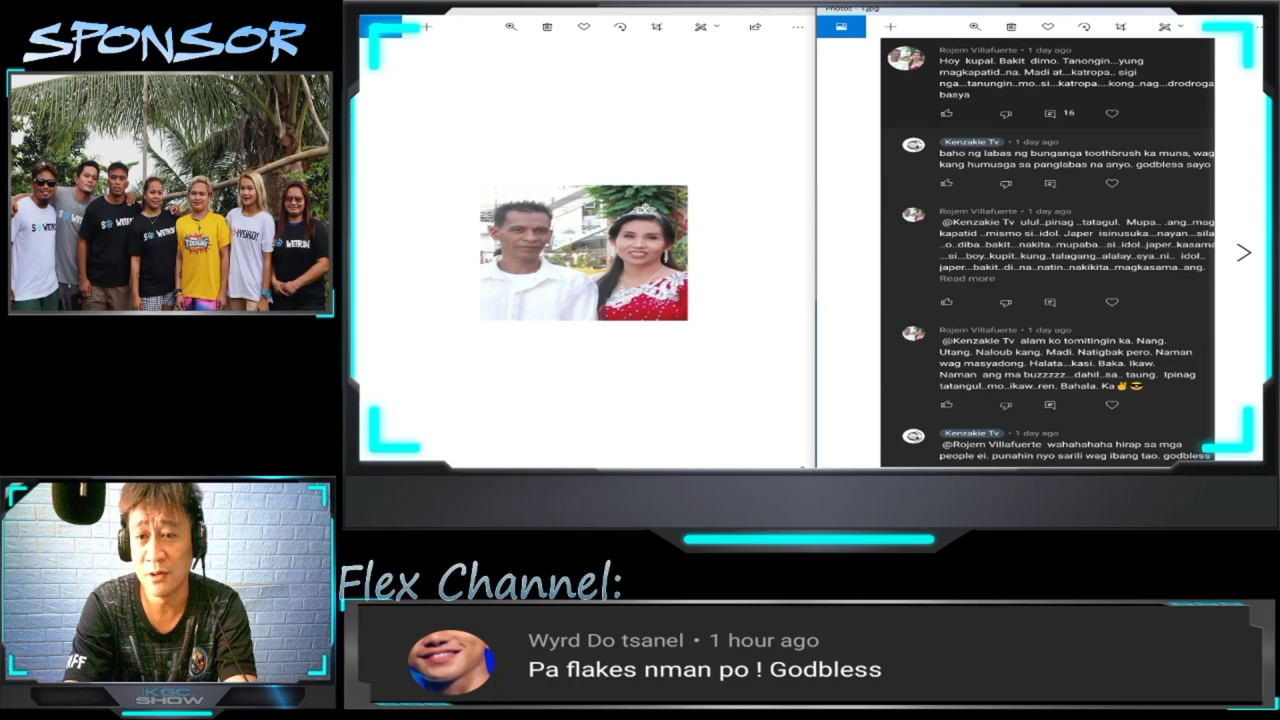 SPONSOR
Photos - 1.jpg
Rojem Villafuerte • 1 day ago
Hoy kupal. Bakit dimo. Tanongin...yung
magkapatid..na. Madi at...katropa.. sigi
nga...tanungin..mo..si...katropa....kong..nag...drodroga
basya
16
Kenzakie Tv • 1 day ago
baho ng labas ng bunganga toothbrush ka muna, wag
kang humusga sa panglabas na anyo. godbless sayo
Rojem Villafuerte • 1 day ago
@Kenzakie Tv ulul..pinag ..tatagul. Mupa.. .ang..mag
kapatid ..mismo si..idol. Japer isinusuka...nayan...sila
..o..diba..bakit...nakita..mupaba...si..idol..japer..kasama
...si...boy..kupit..kung..talagang..alalay..sya..ni.. idol..
japer...bakit..di..na..natin..nakikita..magkasama..ang.
Read more
Rojem Villafuerte • 1 day ago
@Kenzakie Tv alam ko tomitingin ka. Nang.
Utang. Naloub kang. Madi. Natigbak pero. Naman
wag masyadong. Halata...kasi. Baka. Ikaw.
Naman ang ma buzzzzz...dahil..sa.. taung. Ipinag
tatangul..mo..ikaw..ren. Bahala. Ka✌😎
Kenzakie Tv • 1 day ago
@Rojem Villafuerte wahahahaha hirap sa mga
people ei. punahin nyo sarili wag ibang tao. godbless
KGC
SHOW
Flex Channel:
Wyrd Do tsanel • 1 hour ago
Pa flakes nman po ! Godbless